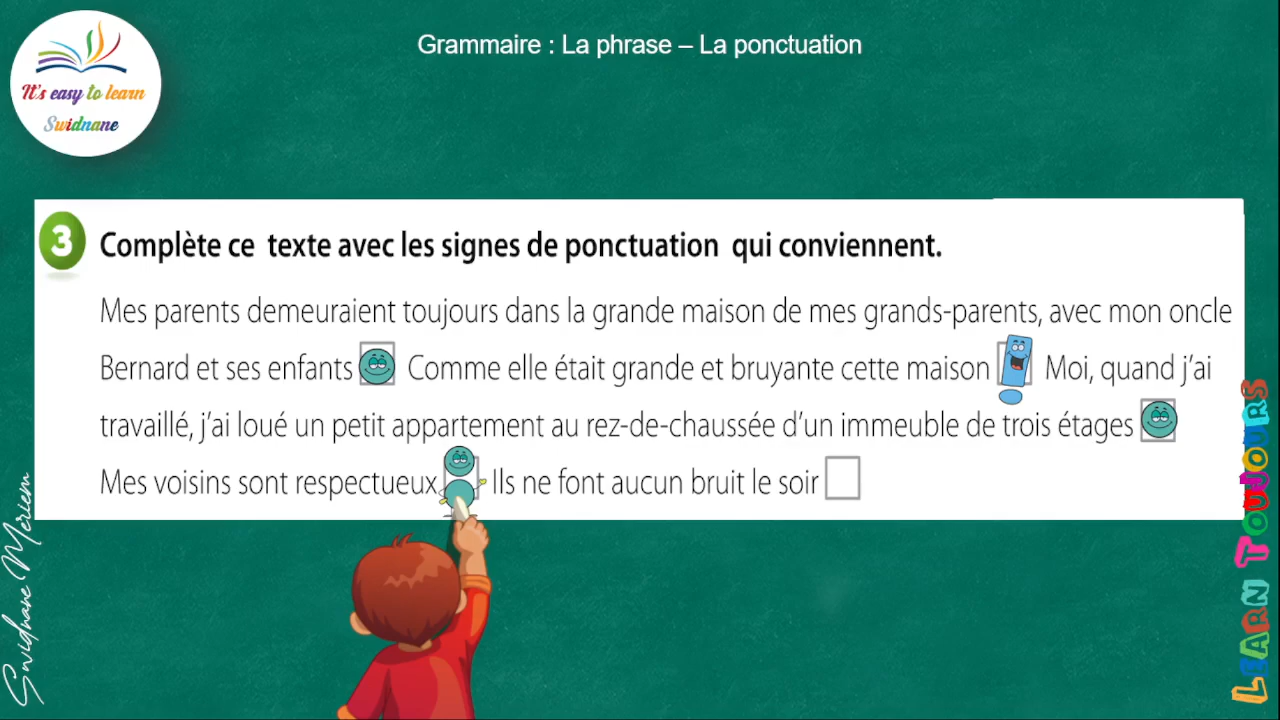 Grammaire : La phrase – La ponctuation
It's easy to learn
Swidnane
3 Complète ce texte avec les signes de ponctuation qui conviennent.
Mes parents demeuraient toujours dans la grande maison de mes grands-parents, avec mon oncle
Bernard et ses enfants . Comme elle était grande et bruyante cette maison ! Moi, quand j'ai
travaillé, j'ai loué un petit appartement au rez-de-chaussée d'un immeuble de trois étages .
Mes voisins sont respectueux : Ils ne font aucun bruit le soir
Swidnane Meriem
LEARN TOUJOURS